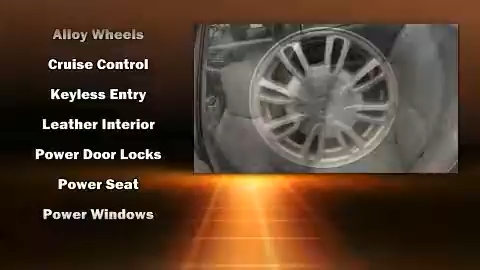 Alloy Wheels
Cruise Control
Keyless Entry
Leather Interior
Power Door Locks
Power Seat
Power Windows